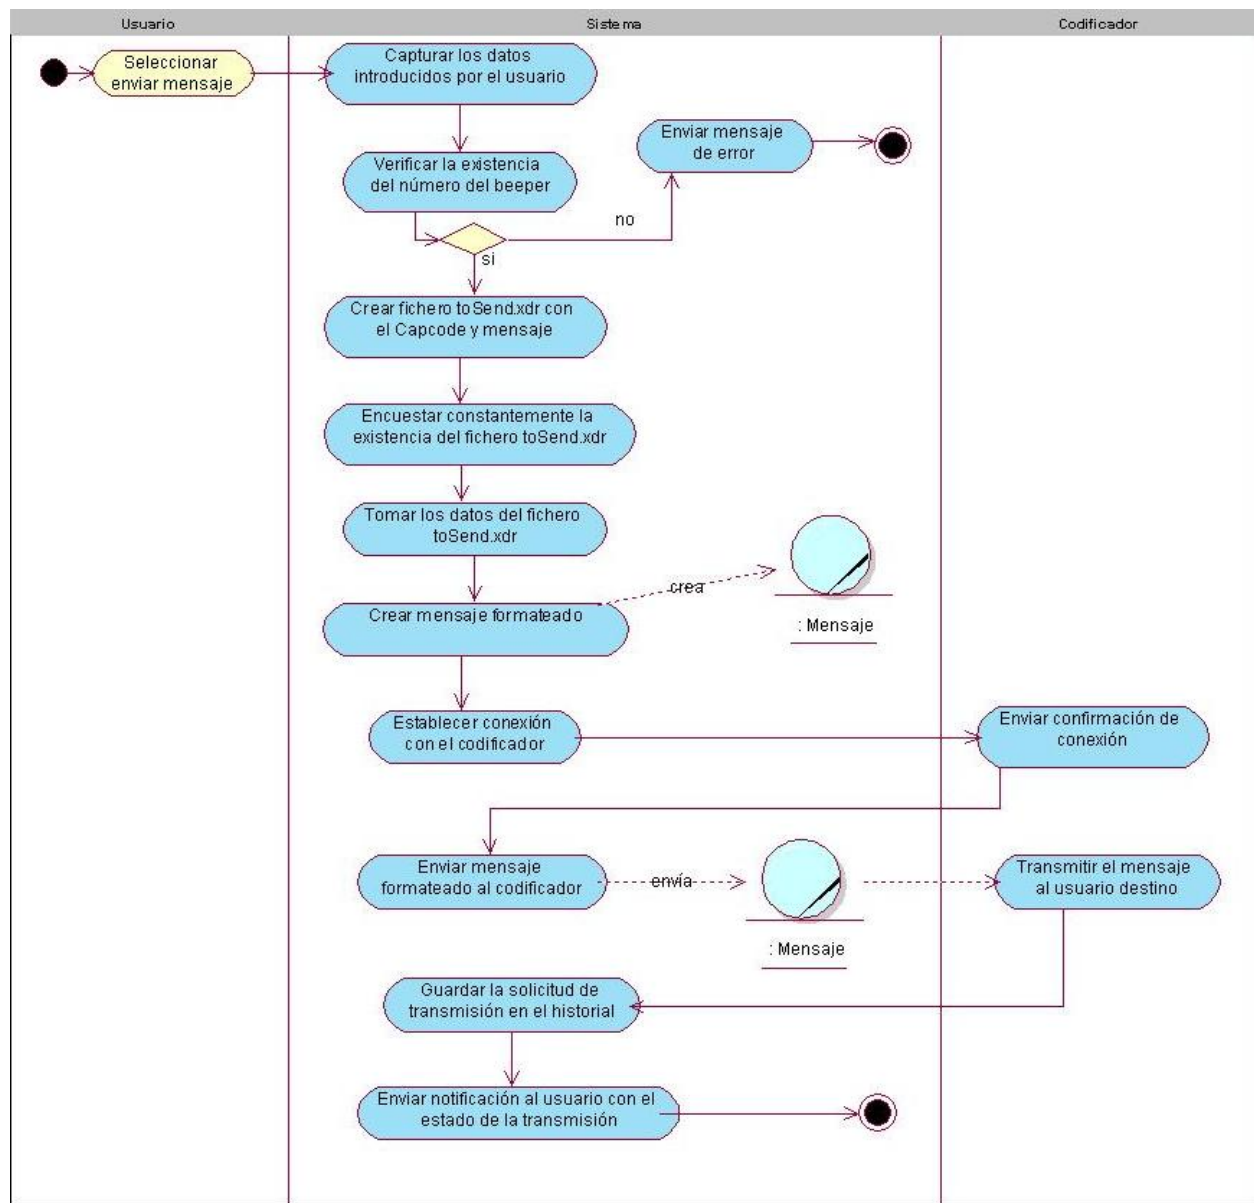 Usuario
Sistema
Codificador
Seleccionar
enviar mensaje
Capturar los datos
introducidos por el usuario
Enviar mensaje
de error
Verificar la existencia
del número del beeper
no
si
Crear fichero toSend.xdr con
el Capcode y mensaje
Encuestar constantemente la
existencia del fichero toSend.xdr
Tomar los datos del fichero
toSend.xdr
crea
Crear mensaje formateado
: Mensaje
Establecer conexión
con el codificador
Enviar confirmación de
conexión
Enviar mensaje
formateado al codificador
envía
Transmitir el mensaje
al usuario destino
: Mensaje
Guardar la solicitud de
transmisión en el historial
Enviar notificación al usuario con el
estado de la transmisión